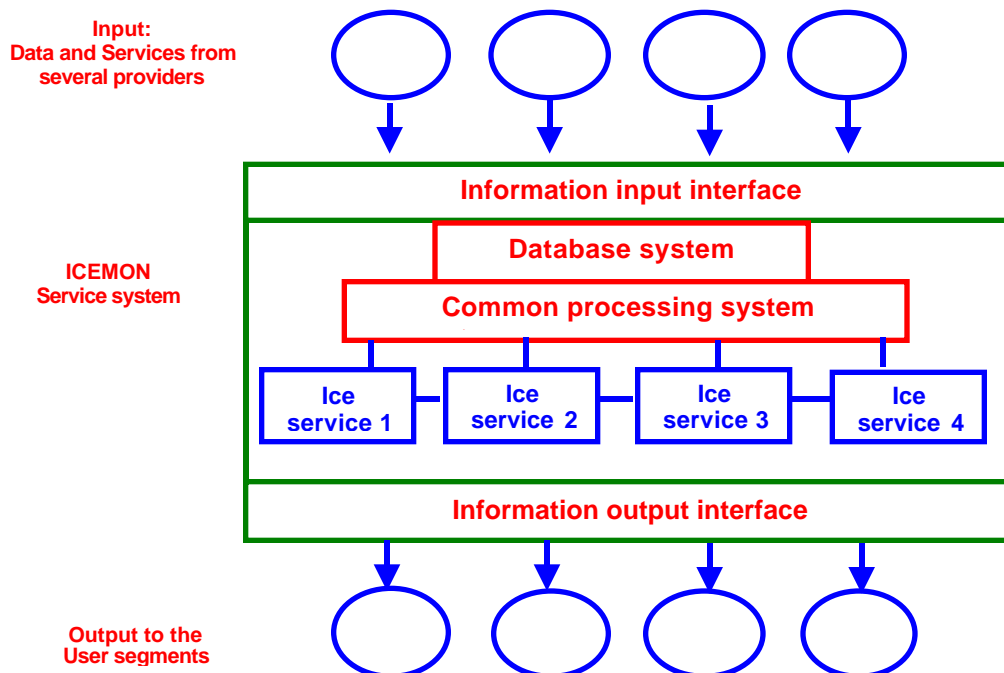 Input:
Data and Services from
several providers
Information input interface
Database system
ICEMON
Service system
Common processing system
Ice
service 1
Ice
service 2
Ice
service 3
Ice
service 4
Information output interface
Output to the
User segments